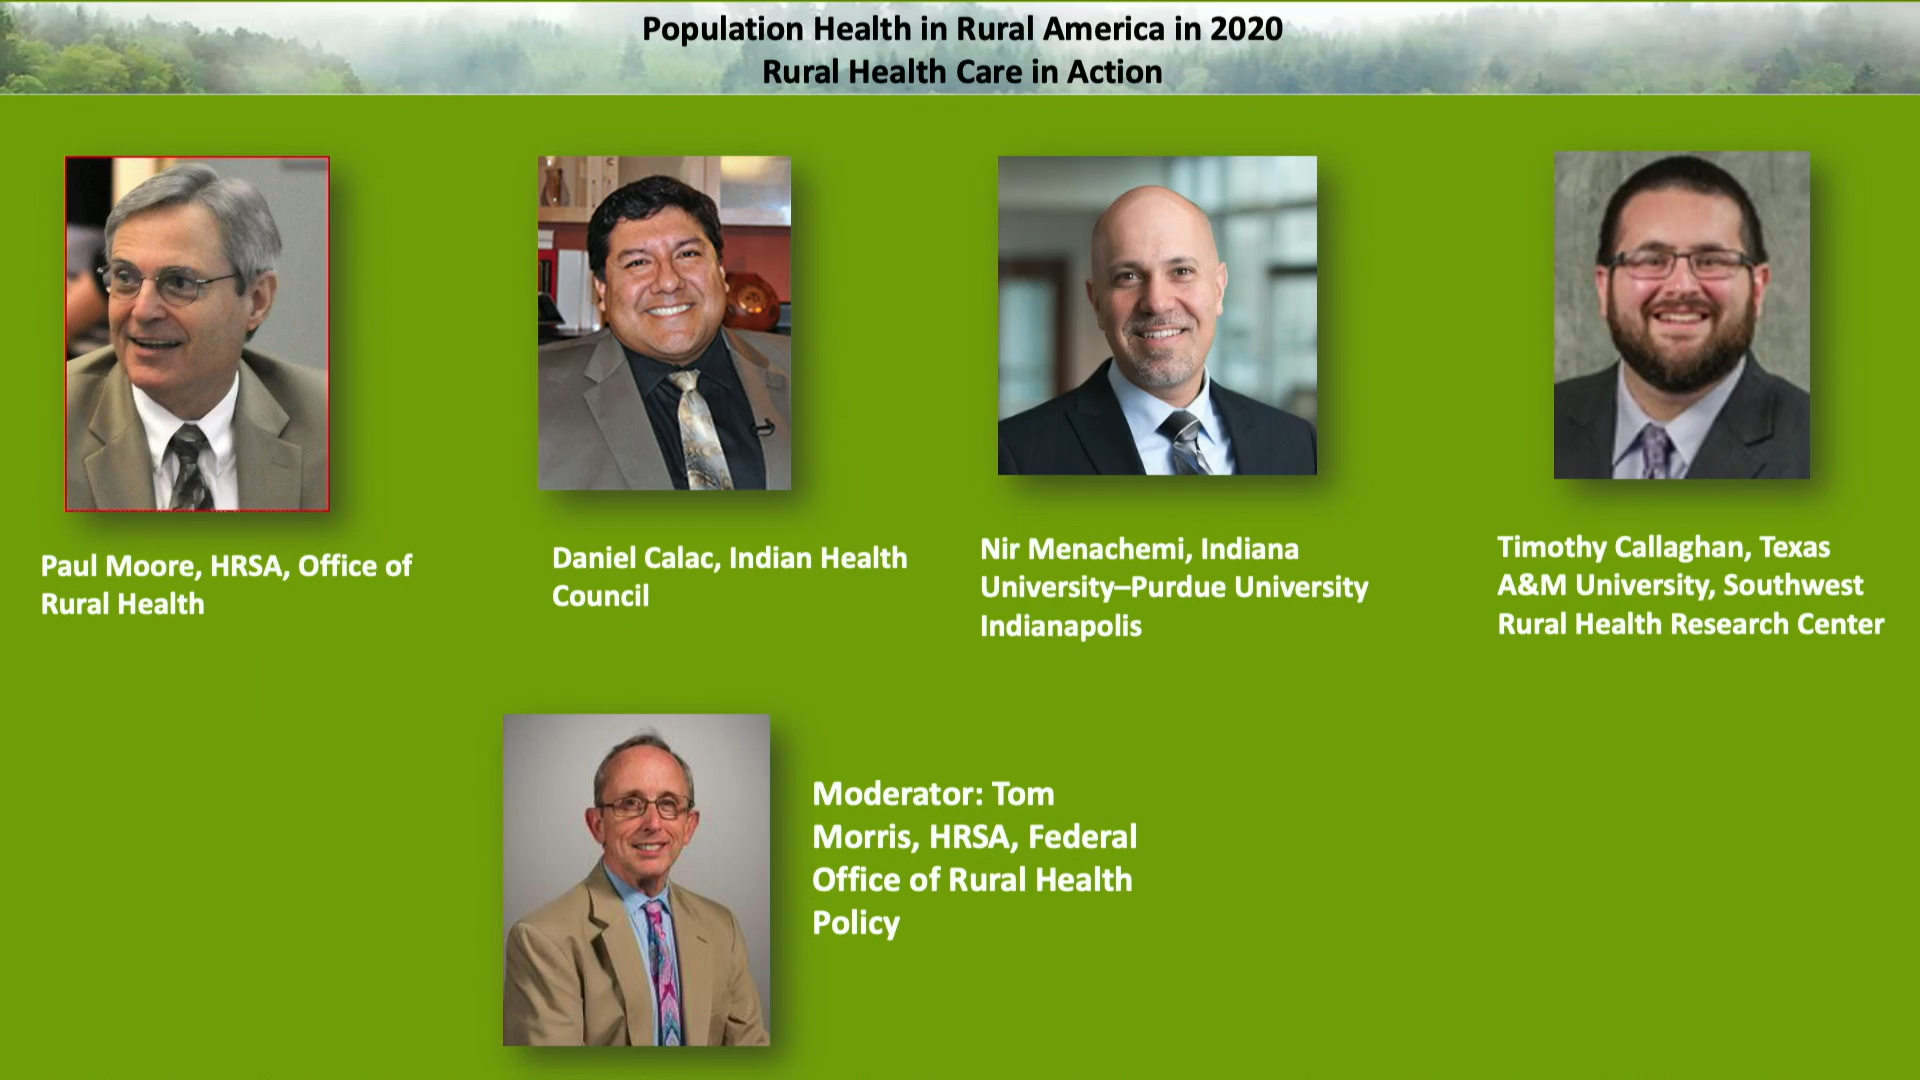 Population Health in Rural America in 2020
Rural Health Care in Action
Paul Moore, HRSA, Office of
Rural Health
Daniel Calac, Indian Health
Council
Nir Menachemi, Indiana
University–Purdue University
Indianapolis
Timothy Callaghan, Texas
A&M University, Southwest
Rural Health Research Center
Moderator: Tom
Morris, HRSA, Federal
Office of Rural Health
Policy